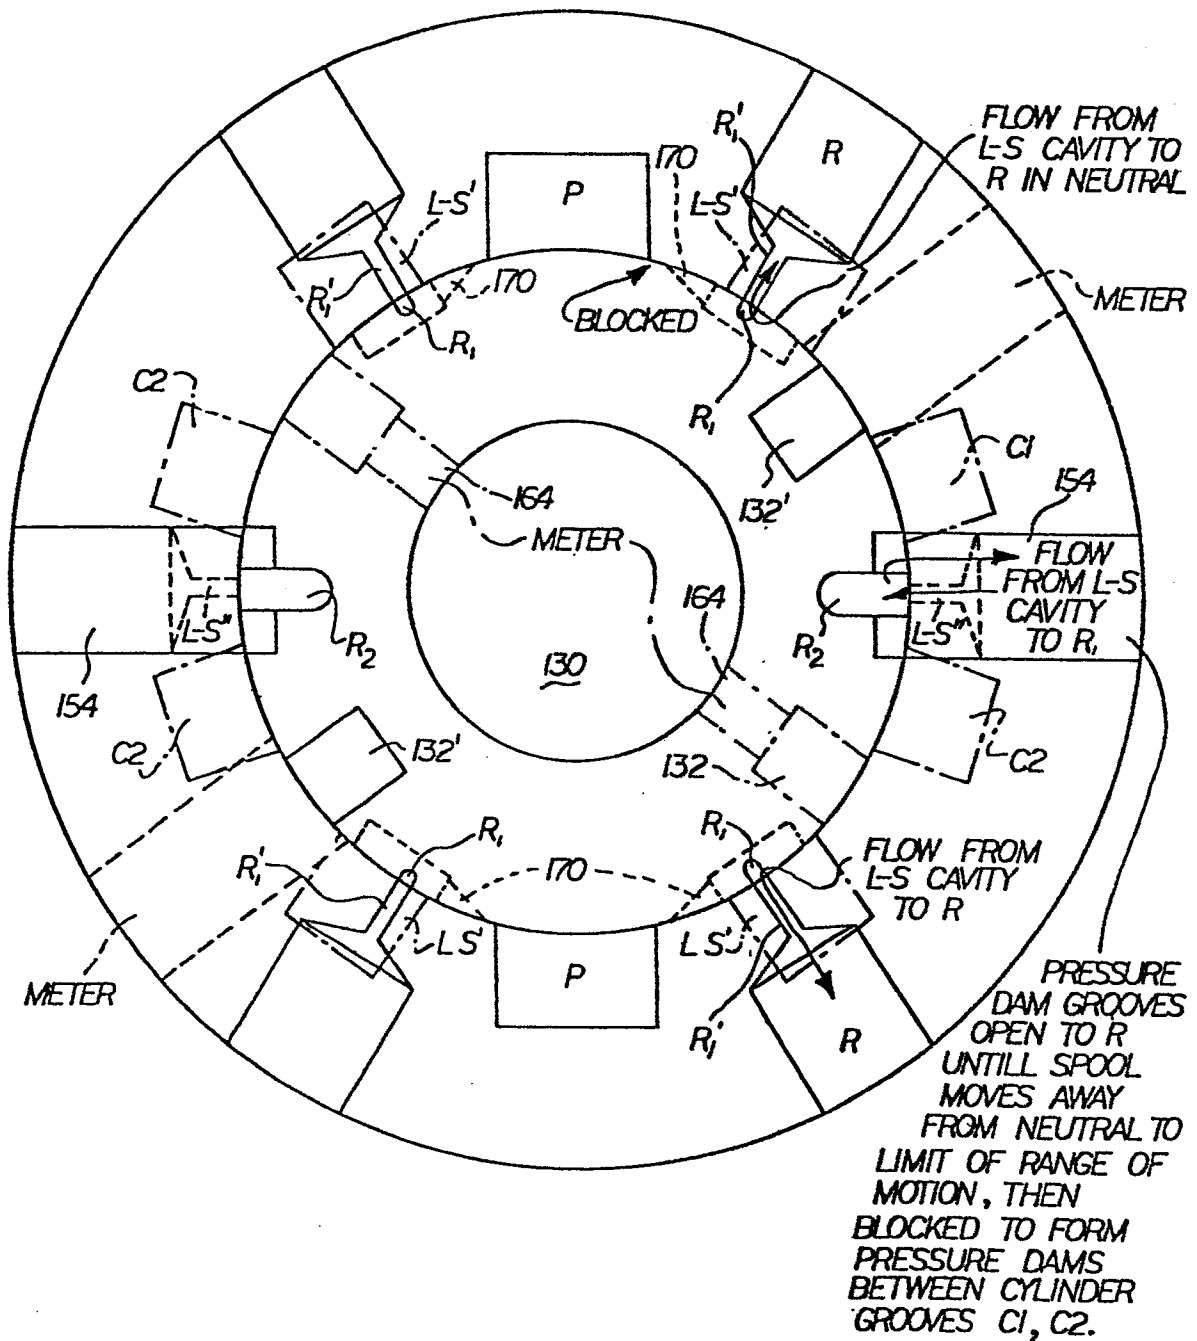 FLOW FROM
L-S CAVITY TO
R IN NEUTRAL
R₁'
170
R
L-S'
L-S'
P
170
R₁'
BLOCKED
METER
R₁
R₁
C2
C1
132'
164
154
METER
FLOW
FROM L-S
CAVITY
TO R₁
164
L-S"
R₂
R₂
L-S"
130
154
C2
132'
132
C2
R₁
R₁
FLOW FROM
L-S CAVITY
TO R
R₁'
170
L S'
L S'
P
R₁'
R
METER
PRESSURE
DAM GROOVES
OPEN TO R
UNTILL SPOOL
MOVES AWAY
FROM NEUTRAL TO
LIMIT OF RANGE OF
MOTION, THEN
BLOCKED TO FORM
PRESSURE DAMS
BETWEEN CYLINDER
GROOVES C1, C2.